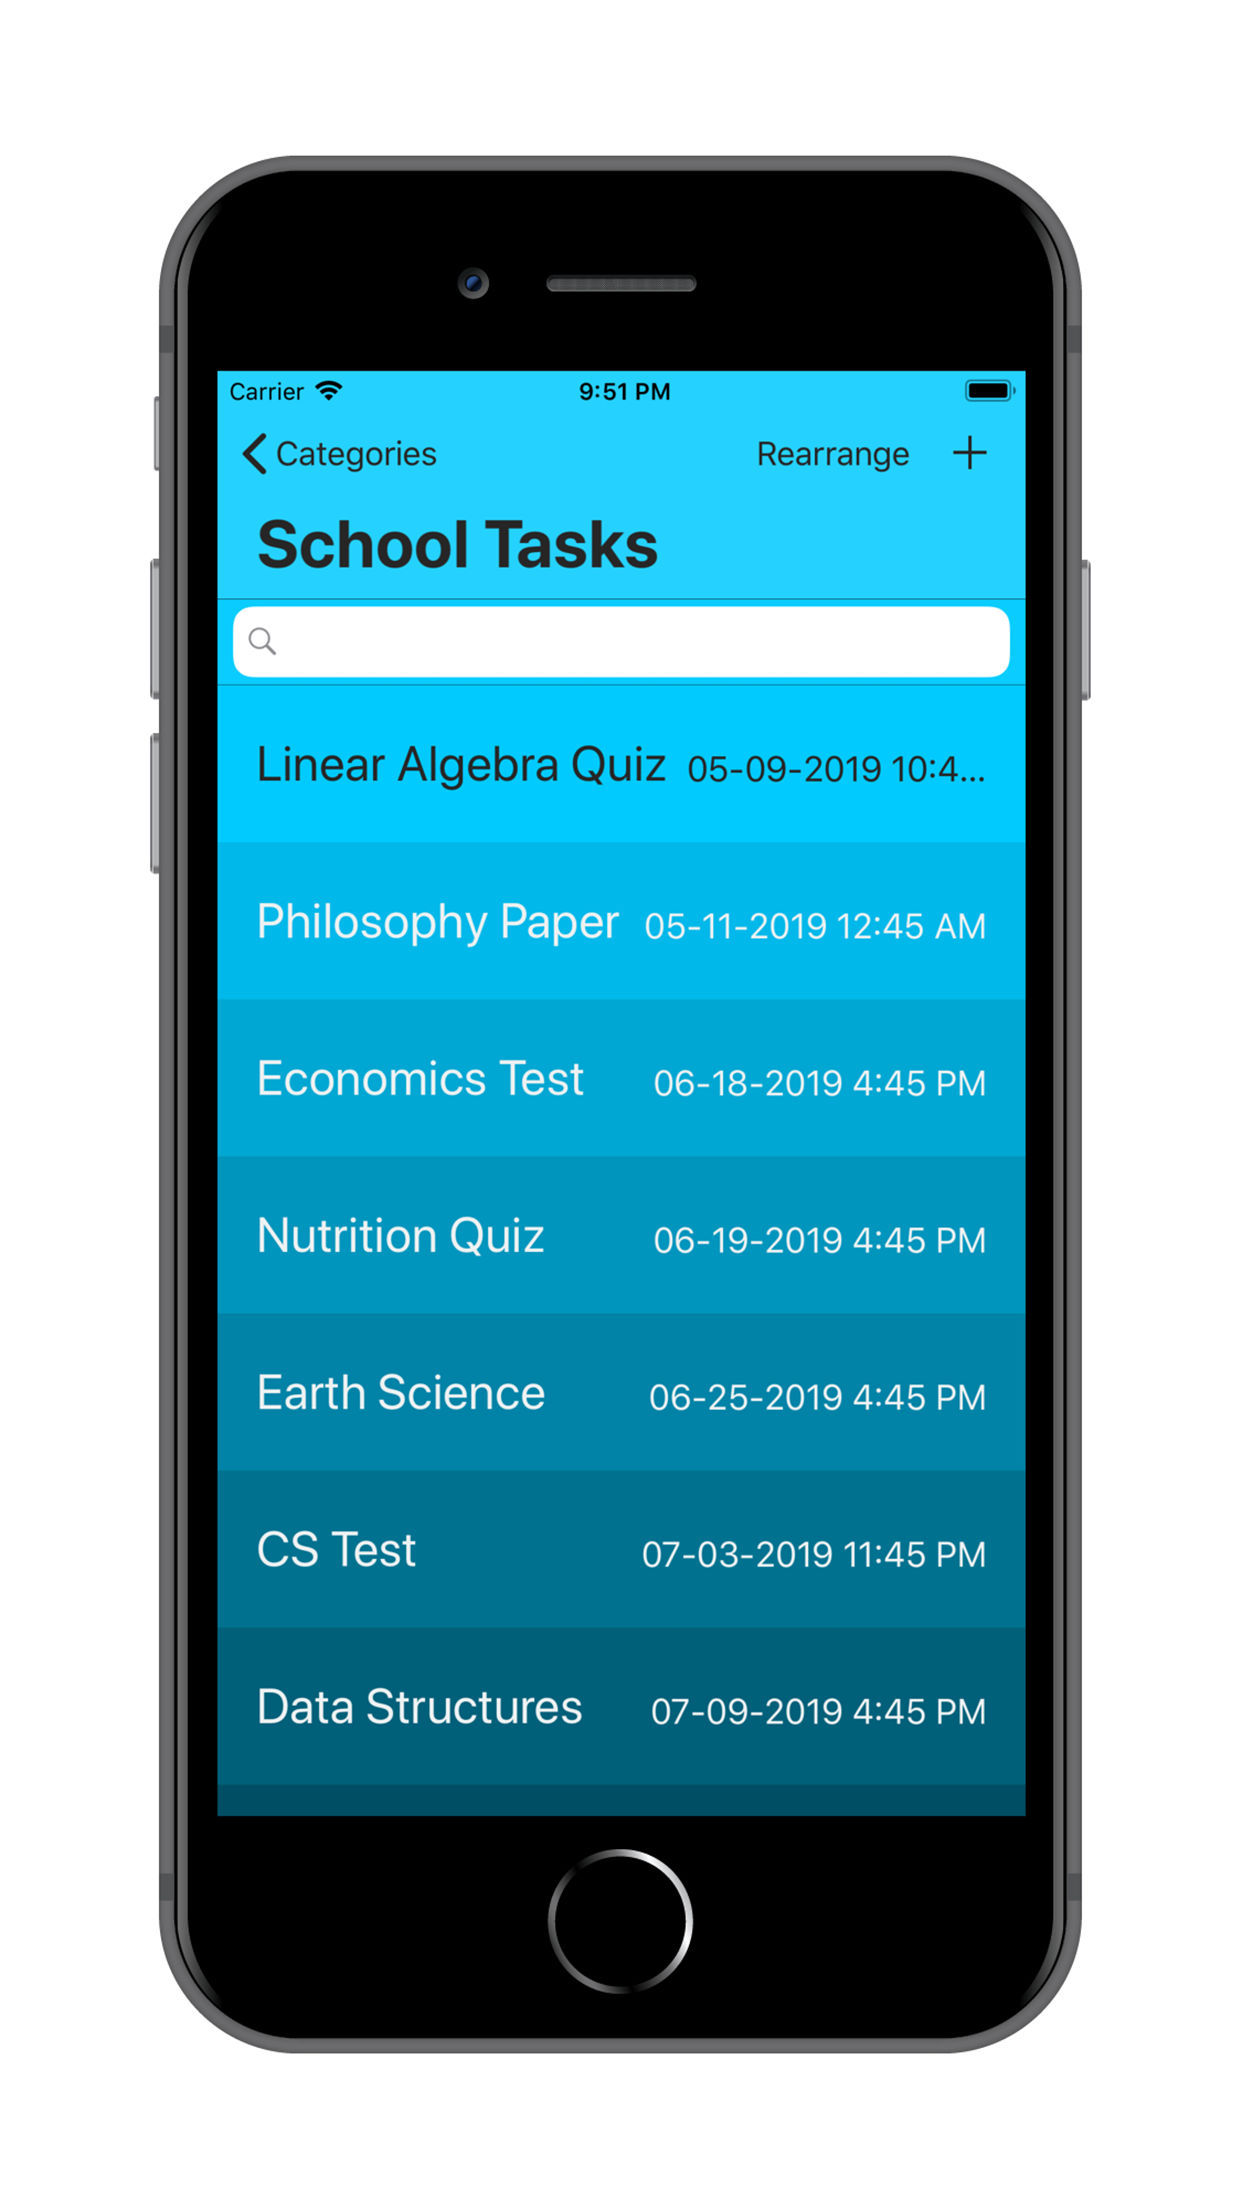 Carrier 9:51 PM
Categories Rearrange +
School Tasks
Linear Algebra Quiz 05-09-2019 10:4...
Philosophy Paper 05-11-2019 12:45 AM
Economics Test 06-18-2019 4:45 PM
Nutrition Quiz 06-19-2019 4:45 PM
Earth Science 06-25-2019 4:45 PM
CS Test 07-03-2019 11:45 PM
Data Structures 07-09-2019 4:45 PM